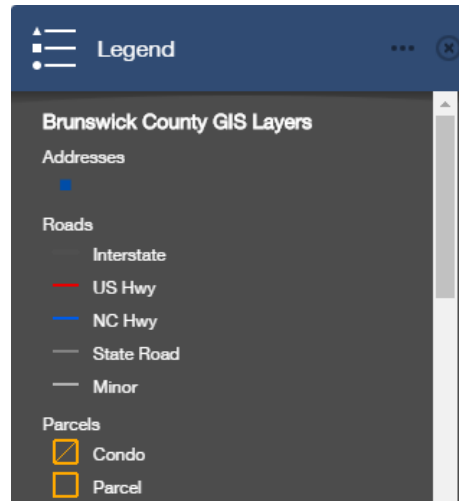 Legend
Brunswick County GIS Layers
Addresses
Roads
Interstate
US Hwy
NC Hwy
State Road
Minor
Parcels
Condo
Parcel